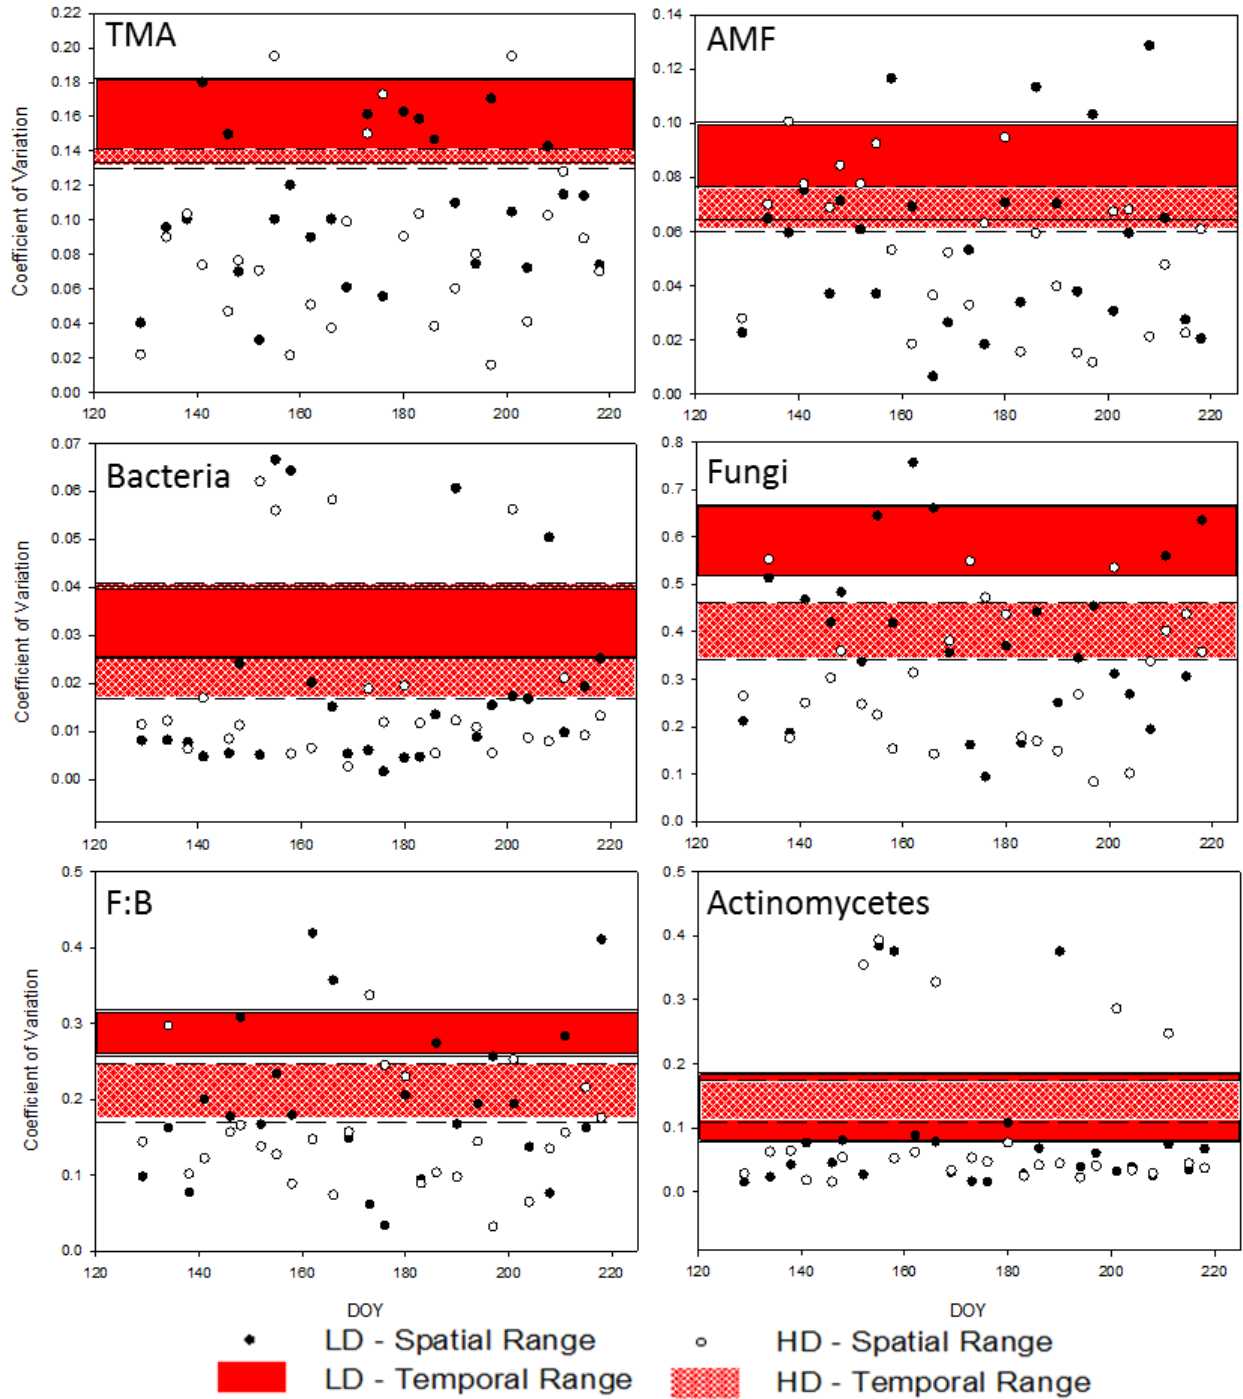 TMA
0.22
0.20
0.18
0.16
0.14
0.12
0.10
0.08
0.06
0.04
0.02
0.00
Coefficient of Variation
120 140 160 180 200 220
AMF
0.14
0.12
0.10
0.08
0.06
0.04
0.02
0.00
120 140 160 180 200 220
Bacteria
0.07
0.06
0.05
0.04
0.03
0.02
0.01
0.00
Coefficient of Variation
120 140 160 180 200 220
Fungi
0.8
0.7
0.6
0.5
0.4
0.3
0.2
0.1
0.0
120 140 160 180 200 220
F:B
0.5
0.4
0.3
0.2
0.1
0.0
Coefficient of Variation
120 140 160 180 200 220
DOY
Actinomycetes
0.5
0.4
0.3
0.2
0.1
0.0
120 140 160 180 200 220
DOY
LD - Spatial Range
HD - Spatial Range
LD - Temporal Range
HD - Temporal Range